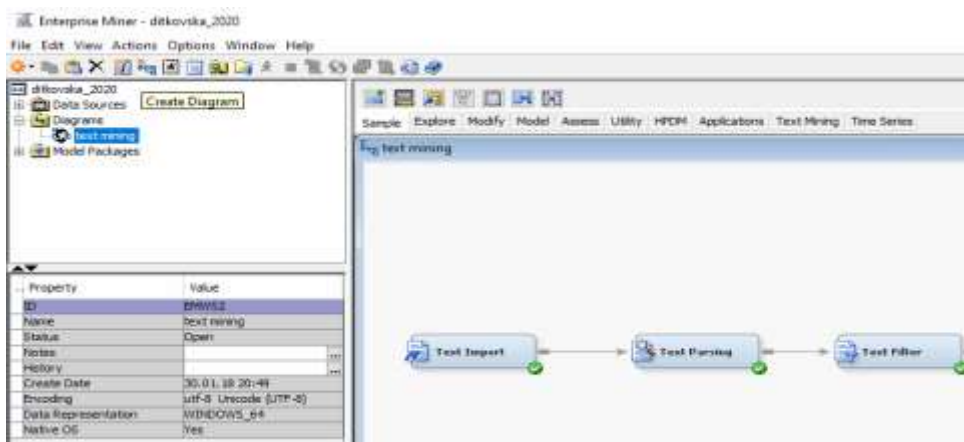 Enterprise Miner - ditkovska_2020
File Edit View Actions Options Window Help
ditkovska_2020
Data Sources
Create Diagram
Diagrams
text mining
Model Packages
Sample Explore Modify Model Assess Utility HPDM Applications Text Mining Time Series
text mining
Property Value
ID EMWS2
Name text mining
Status Open
Notes ...
History ...
Create Date 30.01.18 20:49
Encoding utf-8 Unicode (UTF-8)
Data Representation WINDOWS_64
Native OS Yes
Text Import
Text Parsing
Text Filter